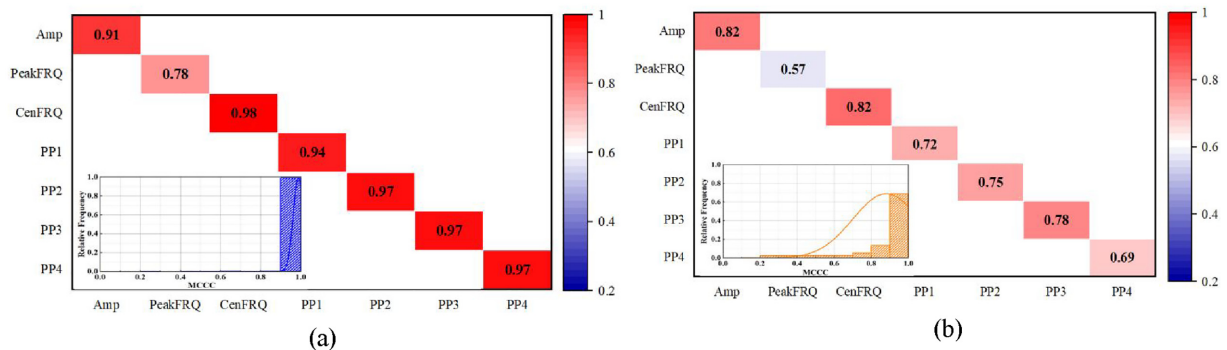 Amp
PeakFRQ
CenFRQ
PP1
PP2
PP3
PP4
0.91
0.78
0.98
0.94
0.97
0.97
0.97
Relative Frequency
1.0
0.8
0.6
0.4
0.2
0.0
0.0 0.2 0.4 0.6 0.8 1.0
MCCC
Amp PeakFRQ CenFRQ PP1 PP2 PP3 PP4
1
0.8
0.6
0.4
0.2
(a)
Amp
PeakFRQ
CenFRQ
PP1
PP2
PP3
PP4
0.82
0.57
0.82
0.72
0.75
0.78
0.69
Relative Frequency
1.0
0.8
0.6
0.4
0.2
0.0
0.0 0.2 0.4 0.6 0.8 1.0
MCCC
Amp PeakFRQ CenFRQ PP1 PP2 PP3 PP4
1
0.8
0.6
0.4
0.2
(b)